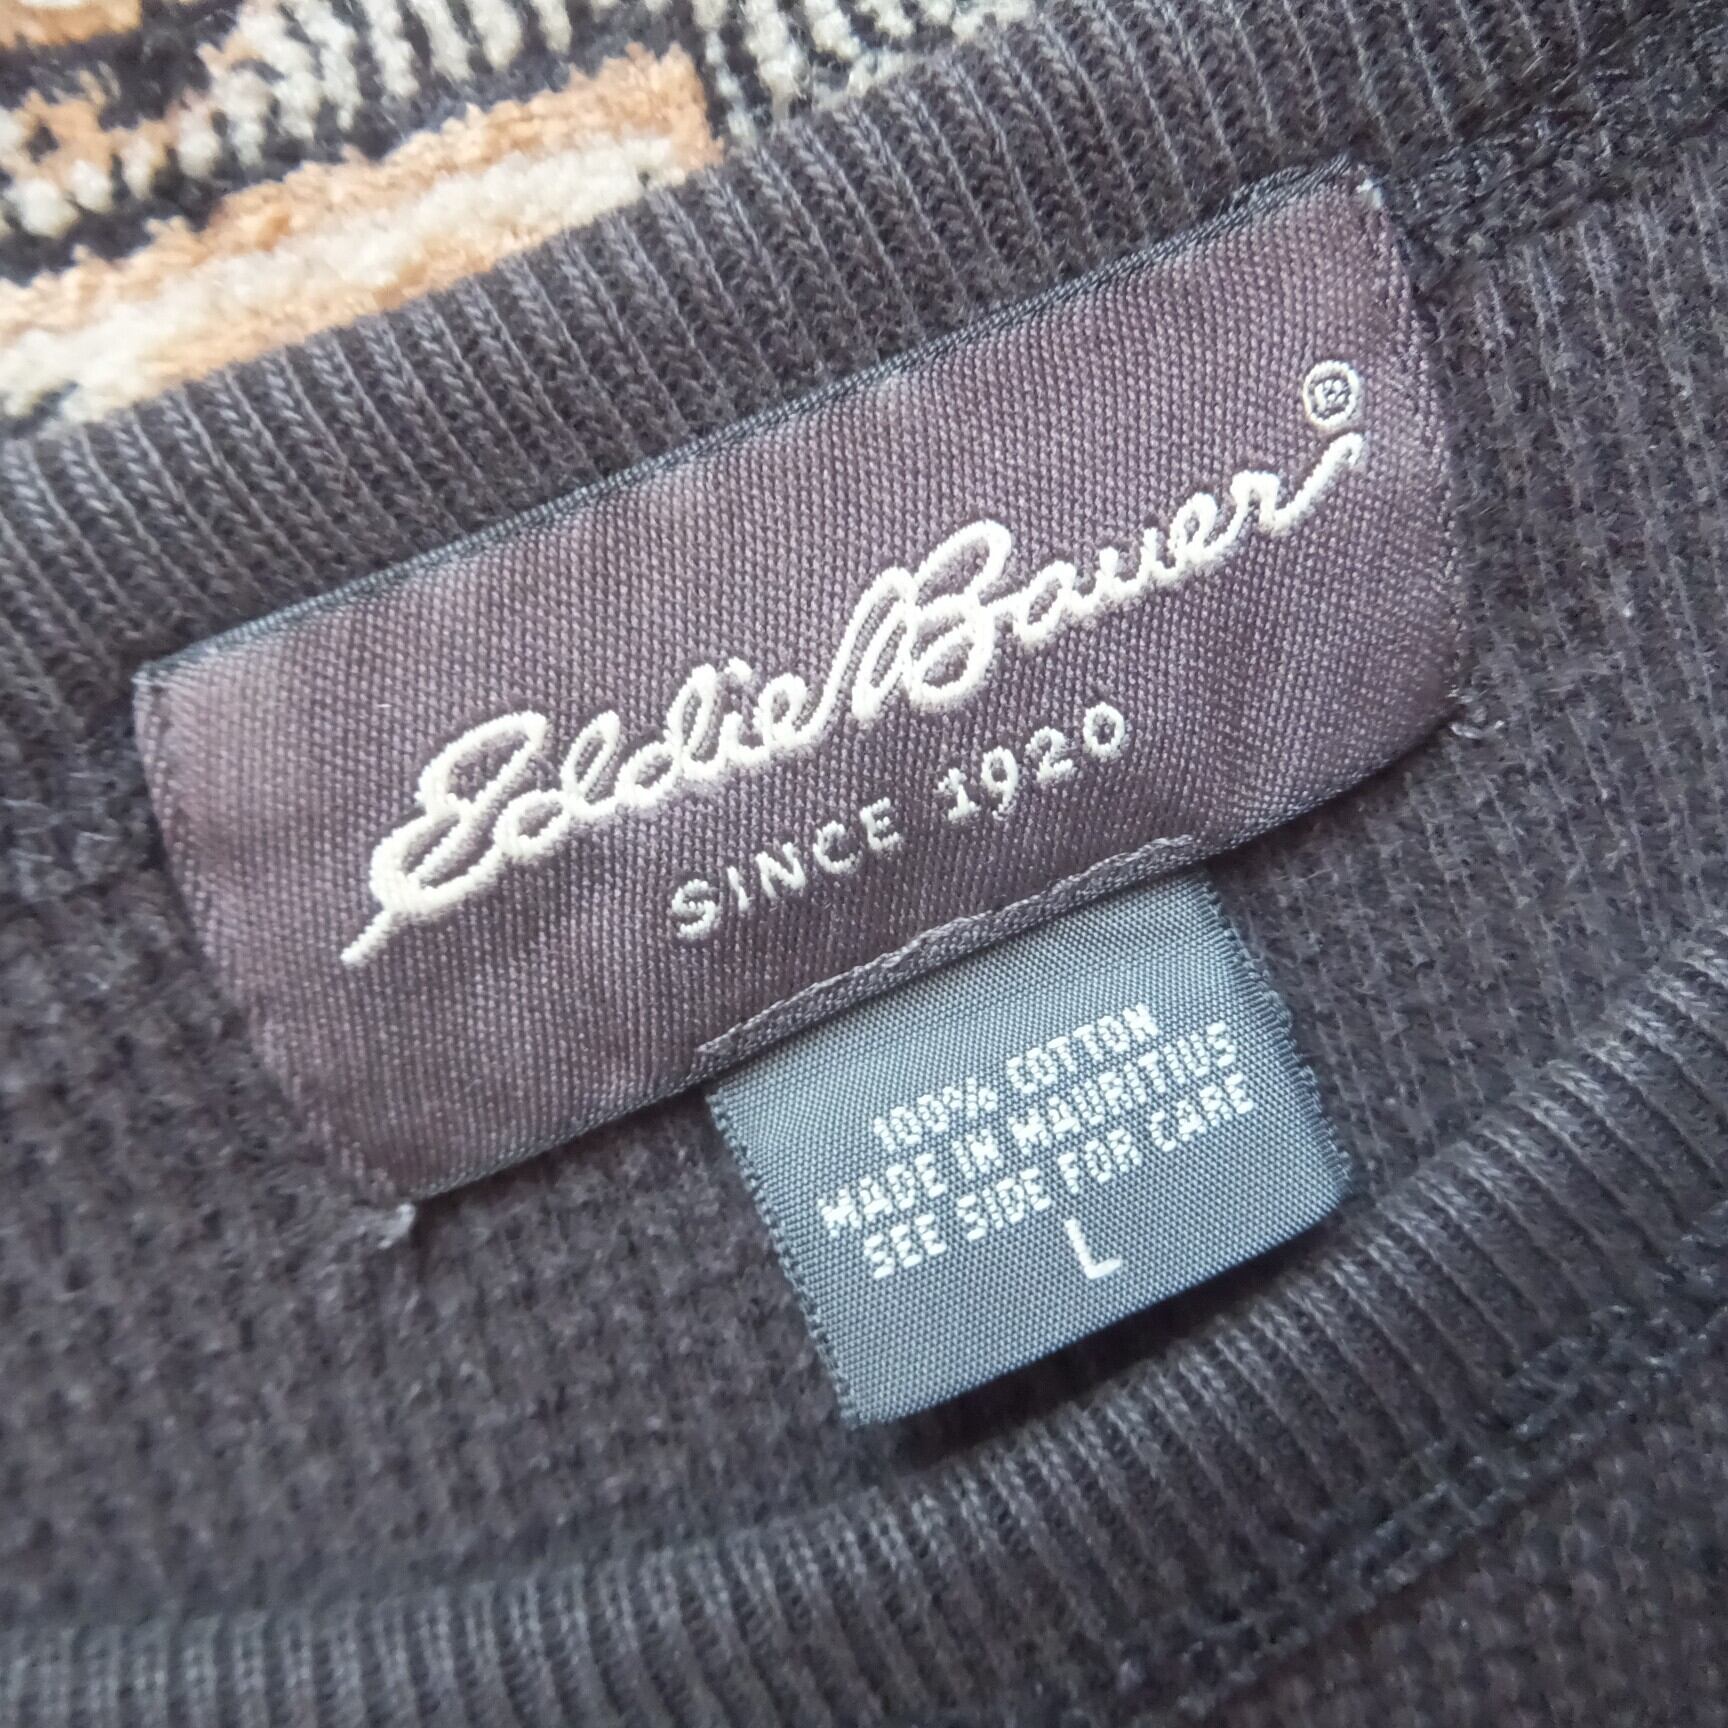 Eddie Bauer®
SINCE 1920
100% COTTON
MADE IN MAURITIUS
SEE SIDE FOR CARE
L